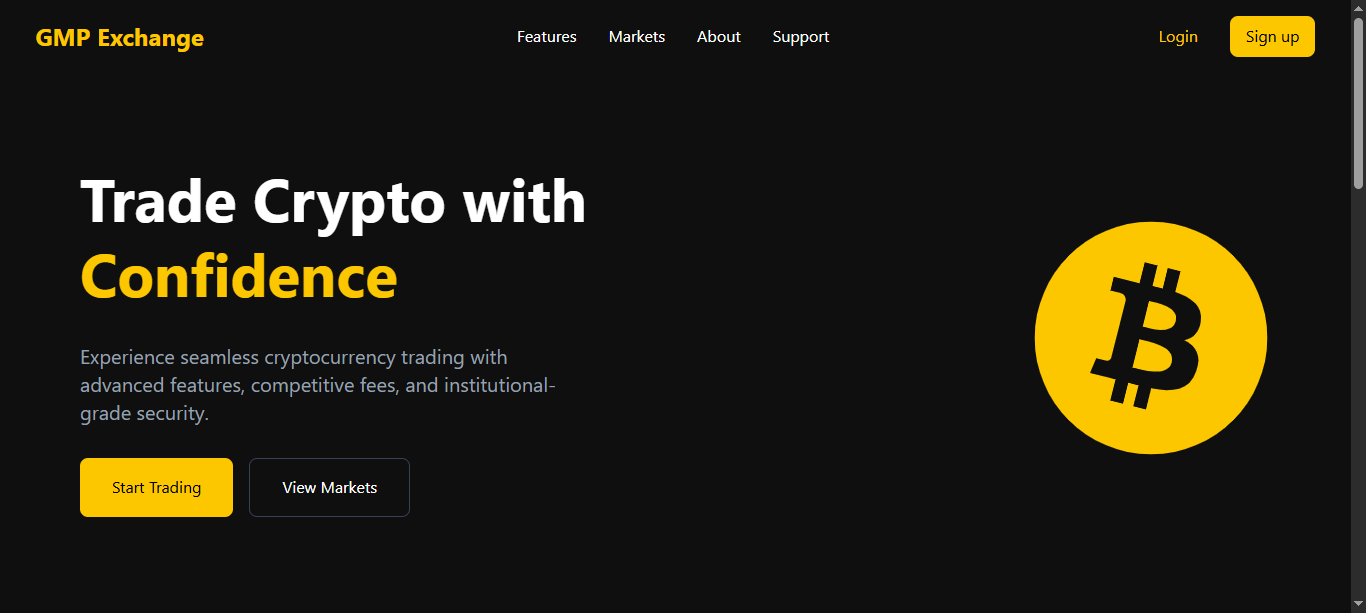 GMP Exchange
Features
Markets
About
Support
Login
Sign up
Trade Crypto with
Confidence
Experience seamless cryptocurrency trading with
advanced features, competitive fees, and institutional-
grade security.
Start Trading
View Markets